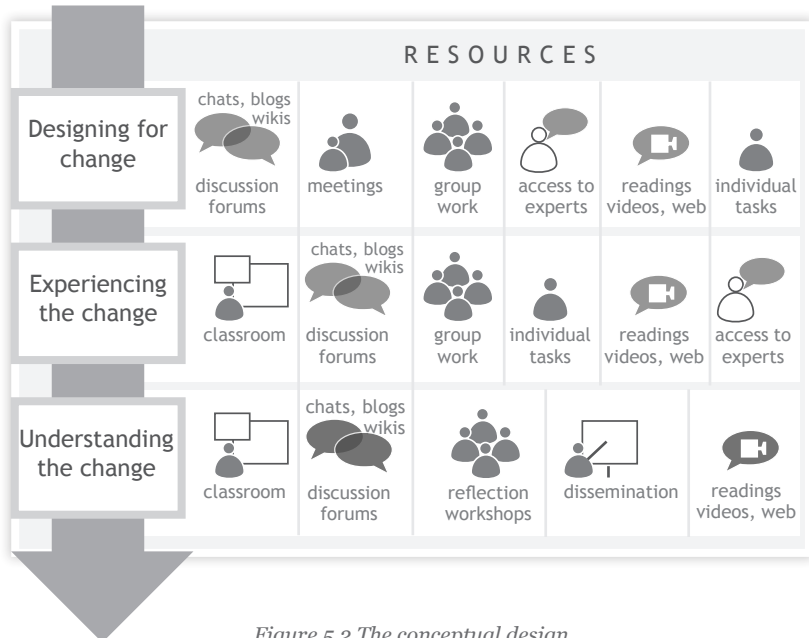 RESOURCES
Designing for
change
chats, blogs
wikis
discussion
forums
meetings
group
work
access to
experts
readings
videos, web
individual
tasks
Experiencing
the change
classroom
chats, blogs
wikis
discussion
forums
group
work
individual
tasks
readings
videos, web
access to
experts
Understanding
the change
classroom
chats, blogs
wikis
discussion
forums
reflection
workshops
dissemination
readings
videos, web
Figure 5.2 The conceptual design